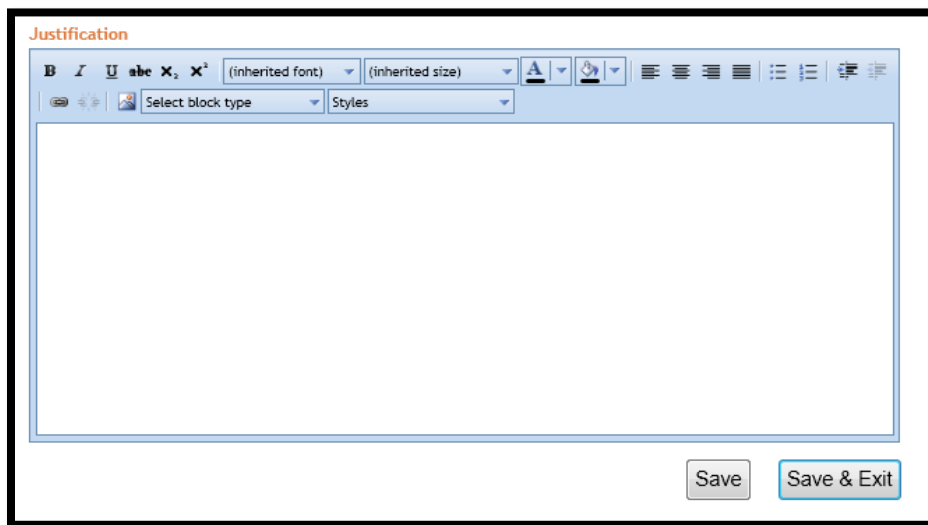 Justification
B I U abc X₂ X² (inherited font) (inherited size) A
Select block type Styles
Save Save & Exit